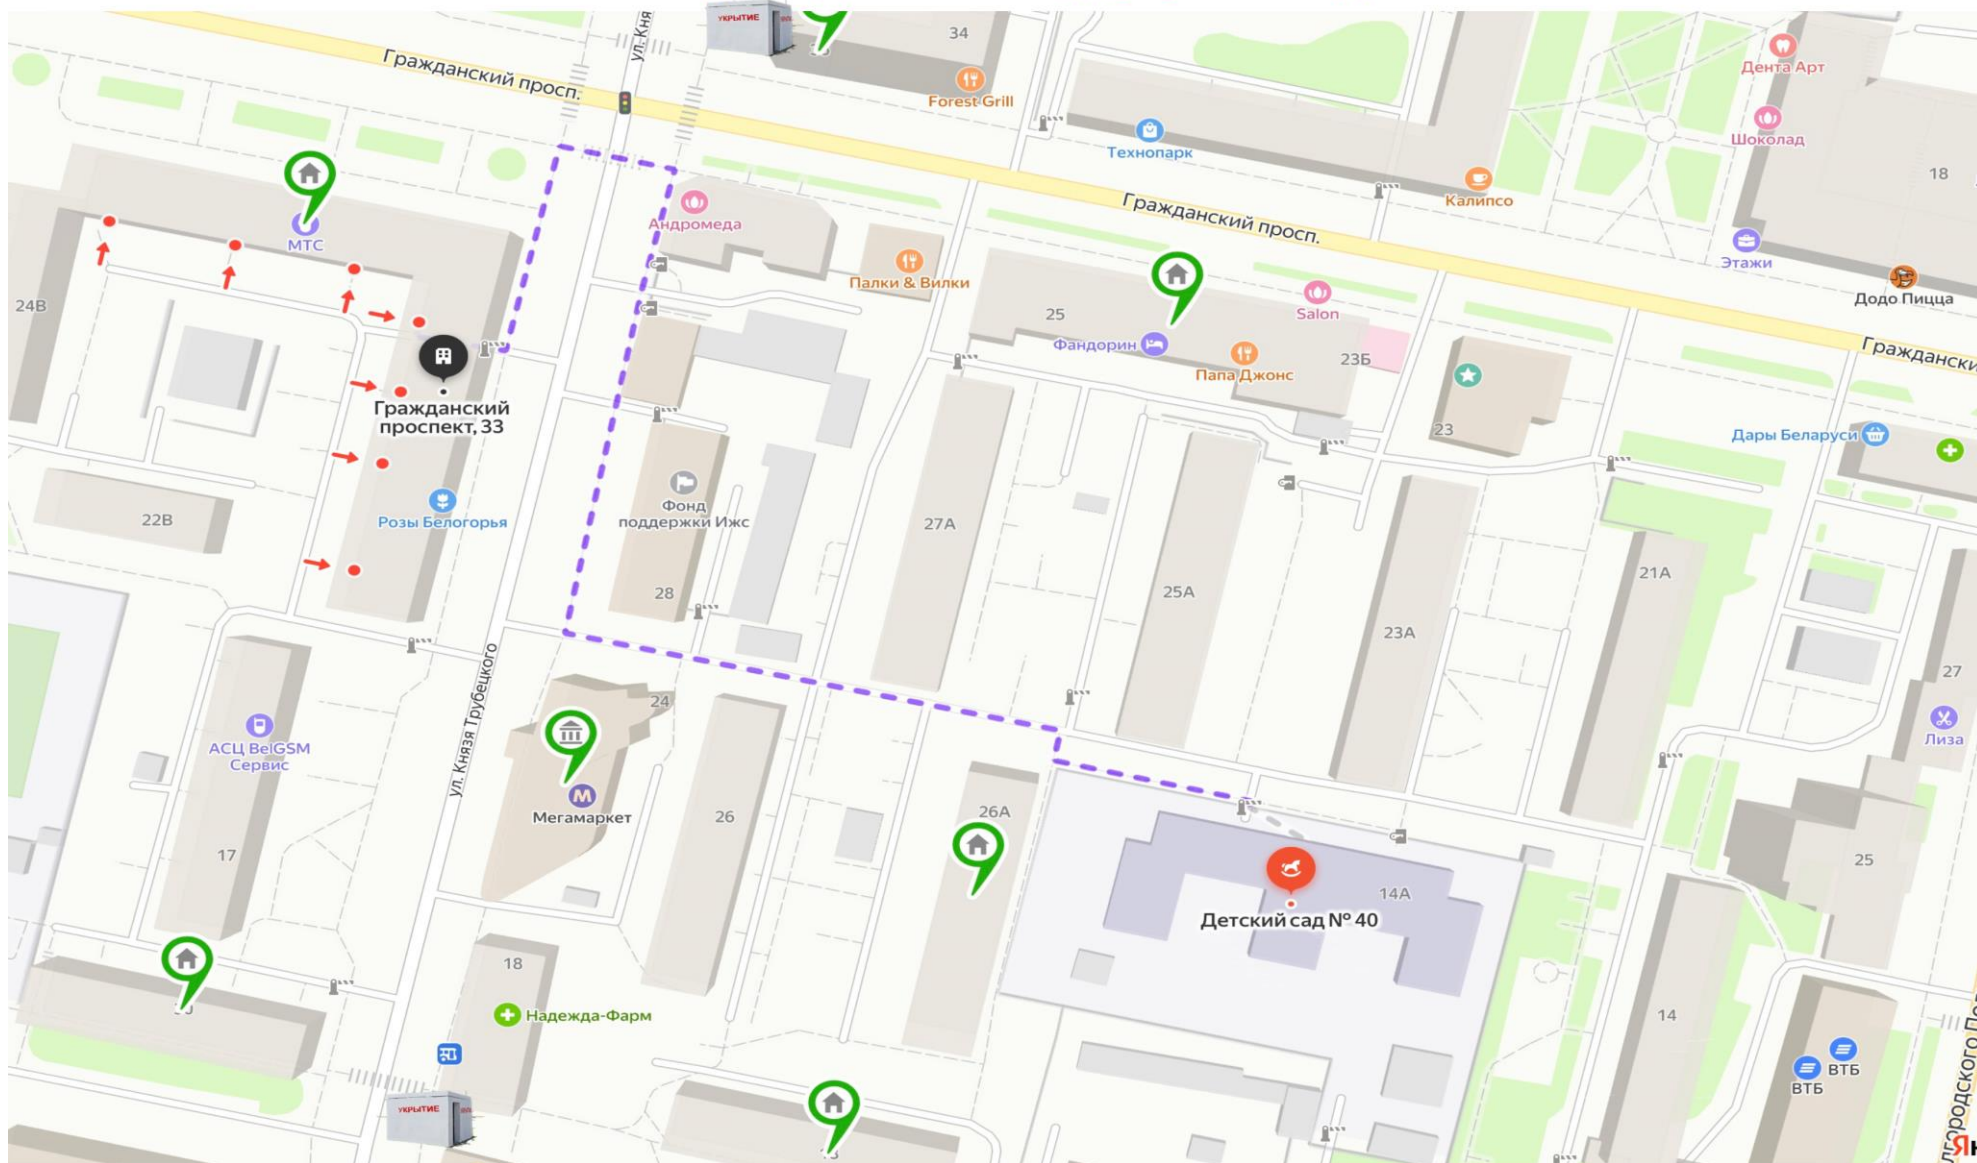 УКРЫТИЕ
34
Гражданский просп.
Forest Grill
Дента Арт
Технопарк
Шоколад
18
Калипсо
Гражданский просп.
Андромеда
МТС
Палки & Вилки
Этажи
Додо Пицца
24В
25
Salon
Фандорин
23Б
Папа Джонс
Гражданский
проспект, 33
23
Дары Беларуси
Фонд
поддержки Ижс
22В
Розы Белогорья
27А
21А
28
25А
23А
ул. Князя Трубецкого
24
27
АСЦ BelGSM
Сервис
Лиза
Мегамаркет
26
26А
17
25
14А
Детский сад № 40
18
Надежда-Фарм
14
ВТБ
ВТБ
УКРЫТИЕ